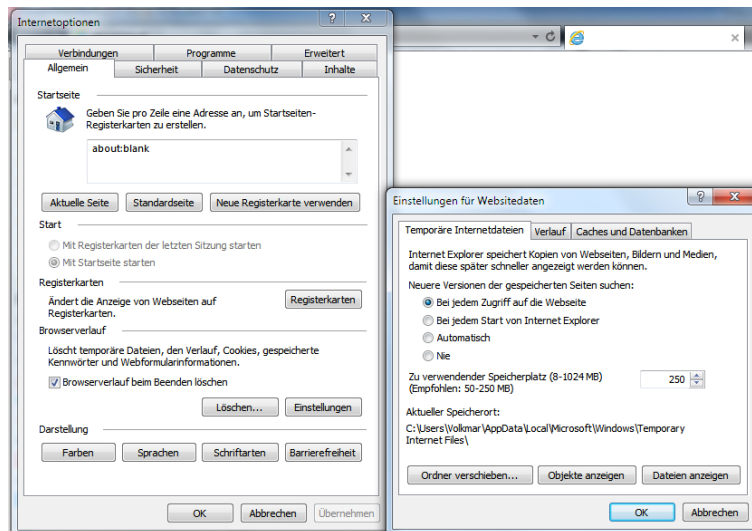 Internetoptionen
Verbindungen Programme Erweitert
Allgemein Sicherheit Datenschutz Inhalte
Startseite
Geben Sie pro Zeile eine Adresse an, um Startseiten-
Registerkarten zu erstellen.
about:blank
Aktuelle Seite Standardseite Neue Registerkarte verwenden
Start
Mit Registerkarten der letzten Sitzung starten
Mit Startseite starten
Registerkarten
Ändert die Anzeige von Webseiten auf
Registerkarten.
Registerkarten
Browserverlauf
Löscht temporäre Dateien, den Verlauf, Cookies, gespeicherte
Kennwörter und Webformularinformationen.
Browserverlauf beim Beenden löschen
Löschen... Einstellungen
Darstellung
Farben Sprachen Schriftarten Barrierefreiheit
OK Abbrechen Übernehmen
Einstellungen für Websitedaten
Temporäre Internetdateien Verlauf Caches und Datenbanken
Internet Explorer speichert Kopien von Webseiten, Bildern und Medien,
damit diese später schneller angezeigt werden können.
Neuere Versionen der gespeicherten Seiten suchen:
Bei jedem Zugriff auf die Webseite
Bei jedem Start von Internet Explorer
Automatisch
Nie
Zu verwendender Speicherplatz (8-1024 MB)
(Empfohlen: 50-250 MB)
250
Aktueller Speicherort:
C:\Users\Volkmar\AppData\Local\Microsoft\Windows\Temporary
Internet Files\
Ordner verschieben... Objekte anzeigen Dateien anzeigen
OK Abbrechen